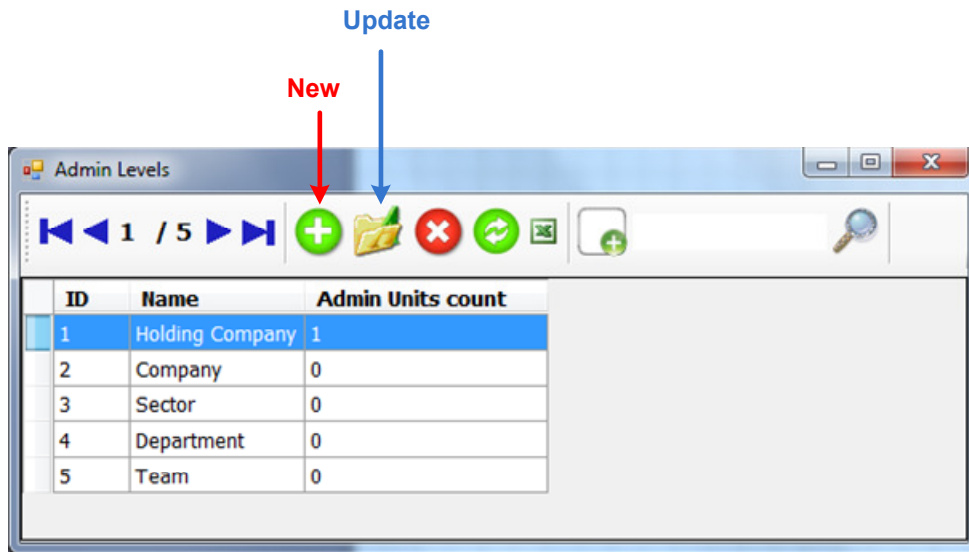 Update
New
Admin Levels
1 / 5
ID Name Admin Units count
1 Holding Company 1
2 Company 0
3 Sector 0
4 Department 0
5 Team 0